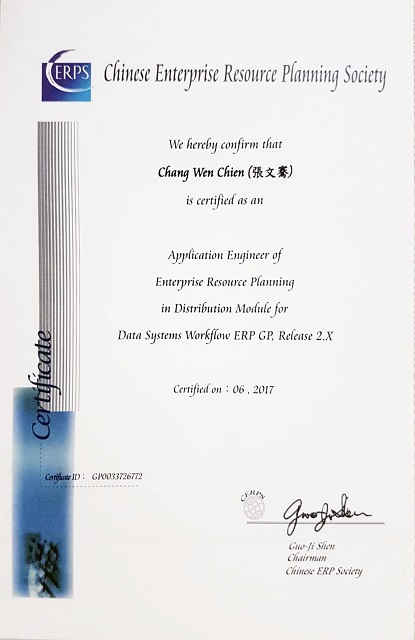 CERPS
Chinese Enterprise Resource Planning Society
We hereby confirm that
Chang Wen Chien (張文騫)
is certified as an
Application Engineer of
Enterprise Resource Planning
in Distribution Module for
Data Systems Workflow ERP GP, Release 2.X
Certified on：06 , 2017
Certificate
Certificate ID： GP0033726772
CERPS
Guo-Ji Shen
Guo-Ji Shen
Chairman
Chinese ERP Society